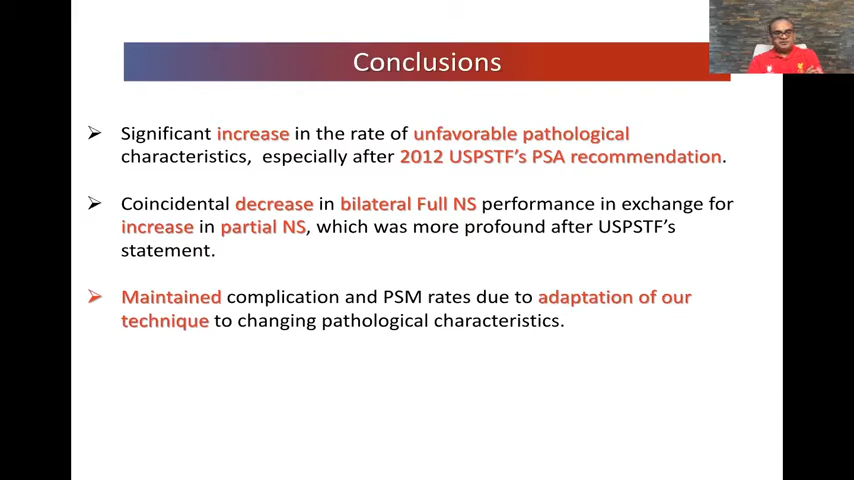 Conclusions
➢ Significant increase in the rate of unfavorable pathological
characteristics, especially after 2012 USPSTF's PSA recommendation.
➢ Coincidental decrease in bilateral Full NS performance in exchange for
increase in partial NS, which was more profound after USPSTF's
statement.
➢ Maintained complication and PSM rates due to adaptation of our
technique to changing pathological characteristics.